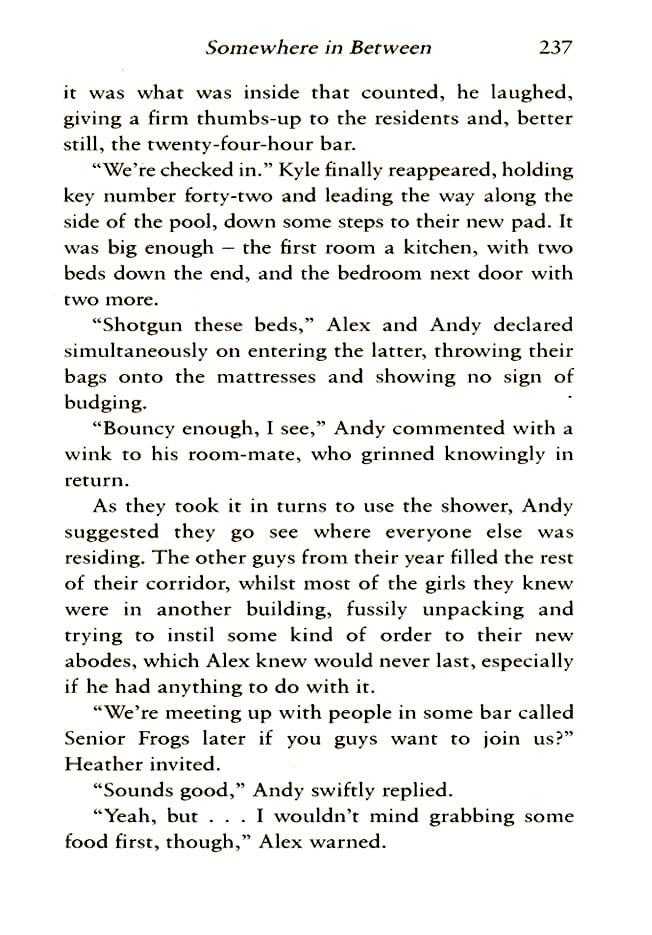 Somewhere in Between 237
it was what was inside that counted, he laughed,
giving a firm thumbs-up to the residents and, better
still, the twenty-four-hour bar.
“We’re checked in.” Kyle finally reappeared, holding
key number forty-two and leading the way along the
side of the pool, down some steps to their new pad. It
was big enough – the first room a kitchen, with two
beds down the end, and the bedroom next door with
two more.
“Shotgun these beds,” Alex and Andy declared
simultaneously on entering the latter, throwing their
bags onto the mattresses and showing no sign of
budging.
“Bouncy enough, I see,” Andy commented with a
wink to his room-mate, who grinned knowingly in
return.
As they took it in turns to use the shower, Andy
suggested they go see where everyone else was
residing. The other guys from their year filled the rest
of their corridor, whilst most of the girls they knew
were in another building, fussily unpacking and
trying to instil some kind of order to their new
abodes, which Alex knew would never last, especially
if he had anything to do with it.
“We’re meeting up with people in some bar called
Senior Frogs later if you guys want to join us?”
Heather invited.
“Sounds good,” Andy swiftly replied.
“Yeah, but . . . I wouldn’t mind grabbing some
food first, though,” Alex warned.